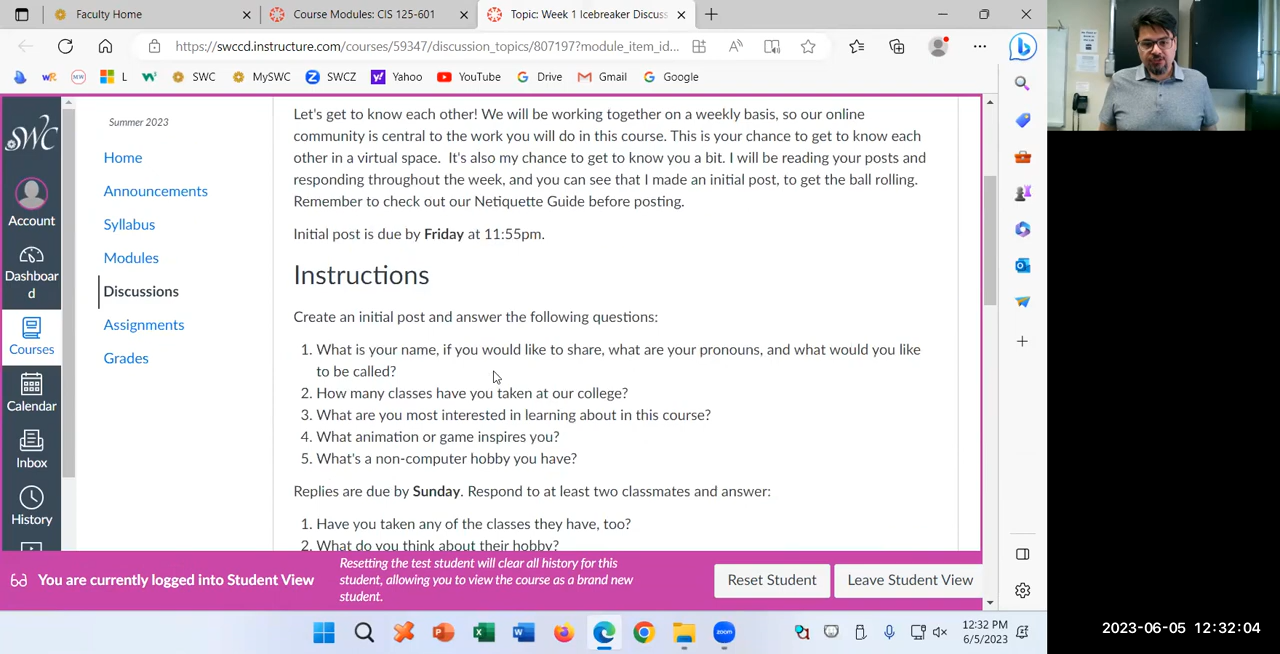 Faculty Home
Course Modules: CIS 125-601
Topic: Week 1 Icebreaker Discuss
https://swccd.instructure.com/courses/59347/discussion_topics/807197?module_item_id...
L
SWC
MySWC
SWCZ
Yahoo
YouTube
Drive
Gmail
Google
SWC
Account
Dashboar
d
Courses
Calendar
Inbox
History
Summer 2023
Home
Announcements
Syllabus
Modules
Discussions
Assignments
Grades
Let's get to know each other! We will be working together on a weekly basis, so our online
community is central to the work you will do in this course. This is your chance to get to know each
other in a virtual space. It's also my chance to get to know you a bit. I will be reading your posts and
responding throughout the week, and you can see that I made an initial post, to get the ball rolling.
Remember to check out our Netiquette Guide before posting.
Initial post is due by Friday at 11:55pm.
Instructions
Create an initial post and answer the following questions:
1. What is your name, if you would like to share, what are your pronouns, and what would you like
to be called?
2. How many classes have you taken at our college?
3. What are you most interested in learning about in this course?
4. What animation or game inspires you?
5. What's a non-computer hobby you have?
Replies are due by Sunday. Respond to at least two classmates and answer:
1. Have you taken any of the classes they have, too?
2. What do you think about their hobby?
You are currently logged into Student View
Resetting the test student will clear all history for this
student, allowing you to view the course as a brand new
student.
Reset Student
Leave Student View
zoom
12:32 PM
6/5/2023
2023-06-05 12:32:04